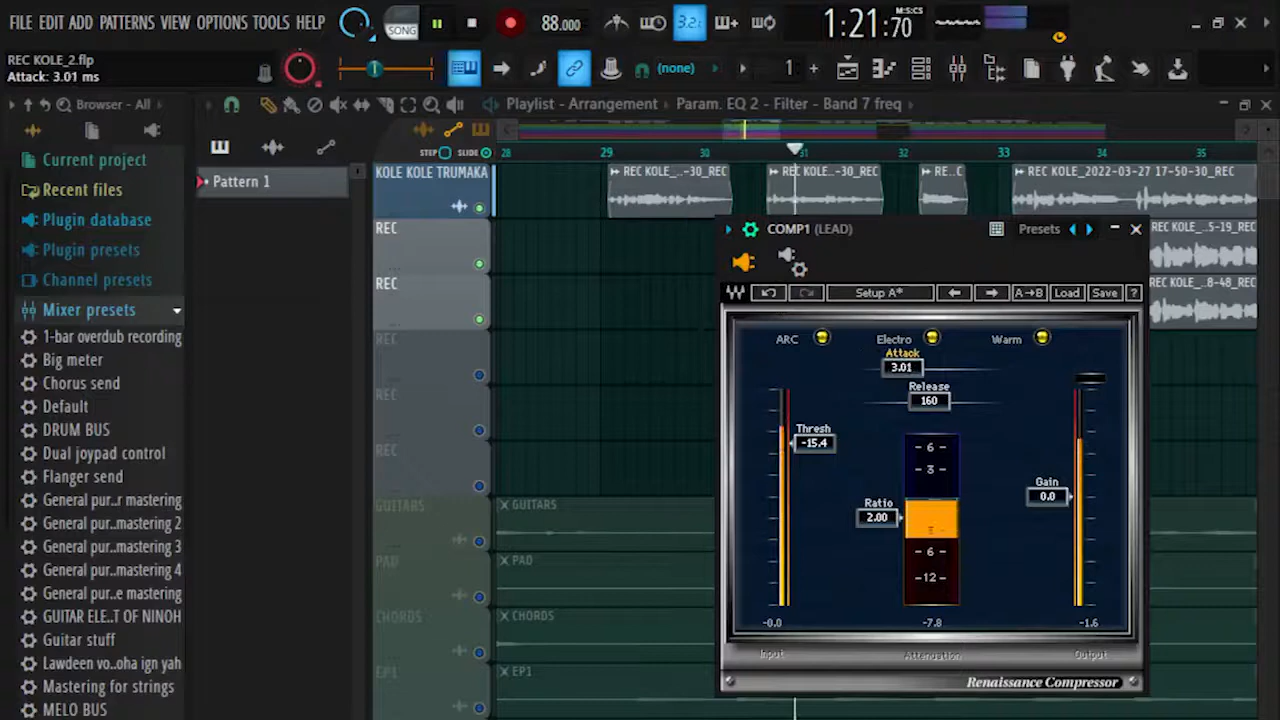 FILE EDIT ADD PATTERNS VIEW OPTIONS TOOLS HELP
SONG
88.000
3.2.
1:21:70
M:S:CS
REC KOLE_2.flp
Attack: 3.01 ms
(none)
1
Browser - All
Playlist - Arrangement
Param. EQ 2 - Filter - Band 7 freq
Current project
Recent files
Plugin database
Plugin presets
Channel presets
Mixer presets
1-bar overdub recording
Big meter
Chorus send
Default
DRUM BUS
Dual joypad control
Flanger send
General pur..r mastering
General pur..mastering 2
General pur..mastering 3
General pur..mastering 4
General pur..e mastering
GUITAR ELE..T OF NINOH
Guitar stuff
Lawdeen vo..oha ign yah
Mastering for strings
MELO BUS
Pattern 1
STEP SLIDE
28 29 30 31 32 33 34 35
KOLE KOLE TRUMAKA
REC KOLE_..-30_REC
REC KOLE_..-30_REC
RE..C
REC KOLE_2022-03-27 17-50-30_REC
REC
REC KOLE_..5-19_REC
REC
REC KOLE_..8-48_REC
REC
REC
REC
GUITARS
GUITARS
PAD
PAD
CHORDS
CHORDS
EP1
EP1
COMP1 (LEAD)
Presets
Setup A*
A→B
Load
Save
?
ARC
Electro
Warm
Attack
3.01
Release
160
Thresh
-15.4
6
3
Ratio
2.00
6
12
Gain
0.0
-0.0
-7.8
-1.6
Input
Attenuation
Output
Renaissance Compressor